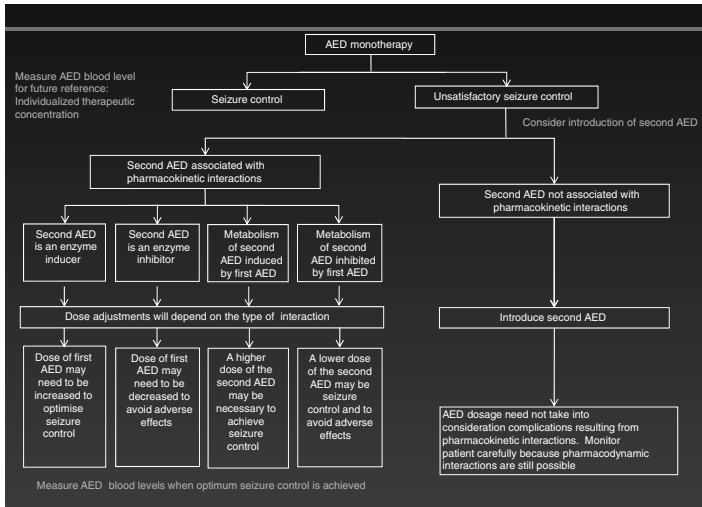 AED monotherapy
Measure AED blood level
for future reference:
Individualized therapeutic
concentration
Seizure control
Unsatisfactory seizure control
Consider introduction of second AED
Second AED associated with
pharmacokinetic interactions
Second AED not associated with
pharmacokinetic interactions
Second AED
is an enzyme
inducer
Second AED
is an enzyme
inhibitor
Metabolism
of second
AED induced
by first AED
Metabolism
of second
AED inhibited
by first AED
Dose adjustments will depend on the type of interaction
Introduce second AED
Dose of first
AED may
need to be
increased to
optimise
seizure
control
Dose of first
AED may
need to be
decreased to
avoid adverse
effects
A higher
dose of the
second AED
may be
necessary to
achieve
seizure
control
A lower dose
of the second
AED may be
seizure
control and to
avoid adverse
effects
AED dosage need not take into
consideration complications resulting from
pharmacokinetic interactions. Monitor
patient carefully because pharmacodynamic
interactions are still possible
Measure AED blood levels when optimum seizure control is achieved